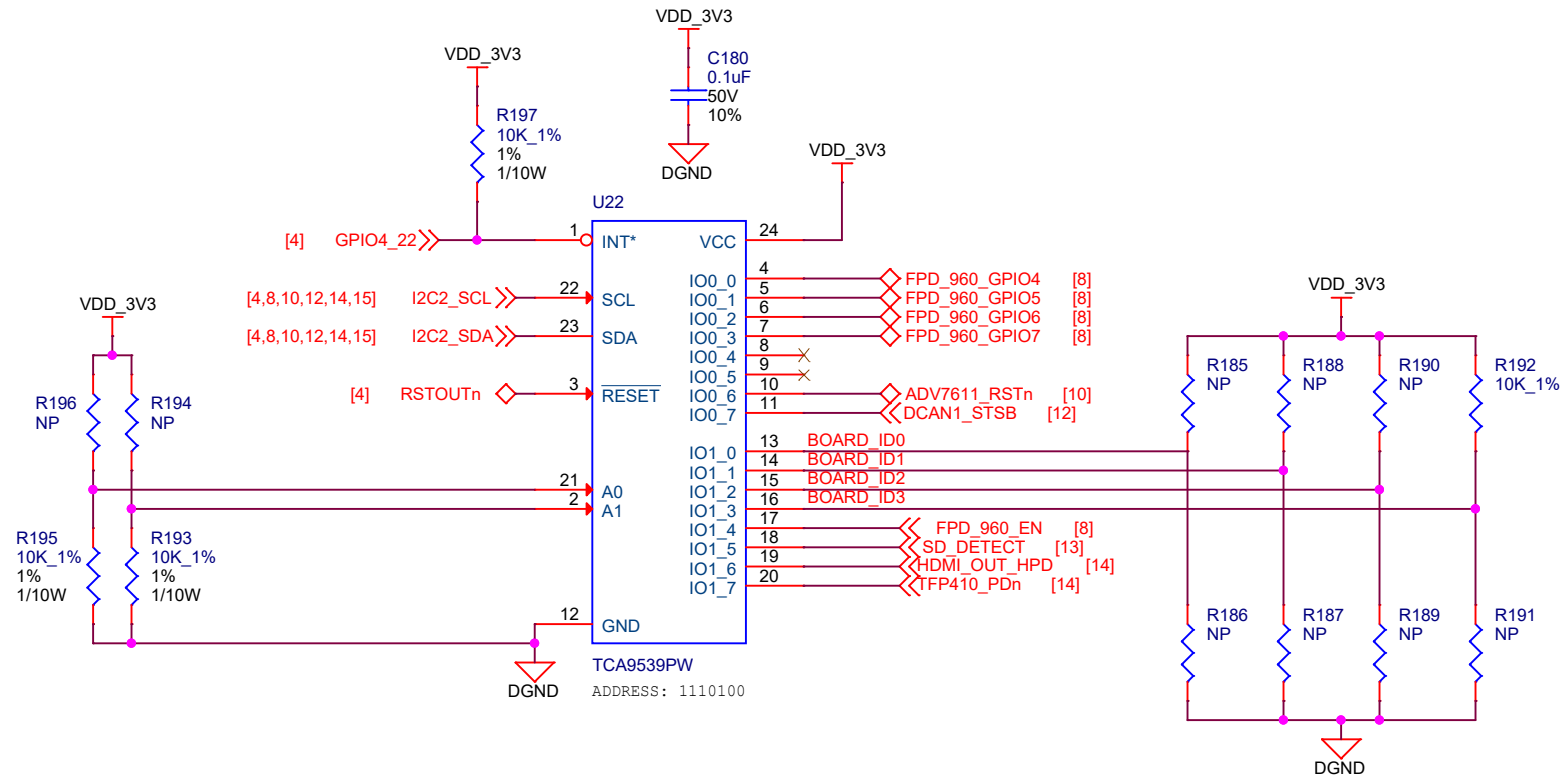 VDD_3V3
C180
0.1uF
50V
10%
DGND
VDD_3V3
R197
10K_1%
1%
1/10W
VDD_3V3
U22
[4] GPIO4_22 1 INT*
[4,8,10,12,14,15] I2C2_SCL 22 SCL
[4,8,10,12,14,15] I2C2_SDA 23 SDA
[4] RSTOUTn 3 RESET
21 A0
2 A1
12 GND
VCC 24
IO0_0 4 FPD_960_GPIO4 [8]
IO0_1 5 FPD_960_GPIO5 [8]
IO0_2 6 FPD_960_GPIO6 [8]
IO0_3 7 FPD_960_GPIO7 [8]
IO0_4 8
IO0_5 9
IO0_6 10 ADV7611_RSTn [10]
IO0_7 11 DCAN1_STSB [12]
IO1_0 13 BOARD_ID0
IO1_1 14 BOARD_ID1
IO1_2 15 BOARD_ID2
IO1_3 16 BOARD_ID3
IO1_4 17 FPD_960_EN [8]
IO1_5 18 SD_DETECT [13]
IO1_6 19 HDMI_OUT_HPD [14]
IO1_7 20 TFP410_PDn [14]
TCA9539PW
ADDRESS: 1110100
DGND
VDD_3V3
R196
NP
R194
NP
R195
10K_1%
1%
1/10W
R193
10K_1%
1%
1/10W
VDD_3V3
R185
NP
R188
NP
R190
NP
R192
10K_1%
R186
NP
R187
NP
R189
NP
R191
NP
DGND